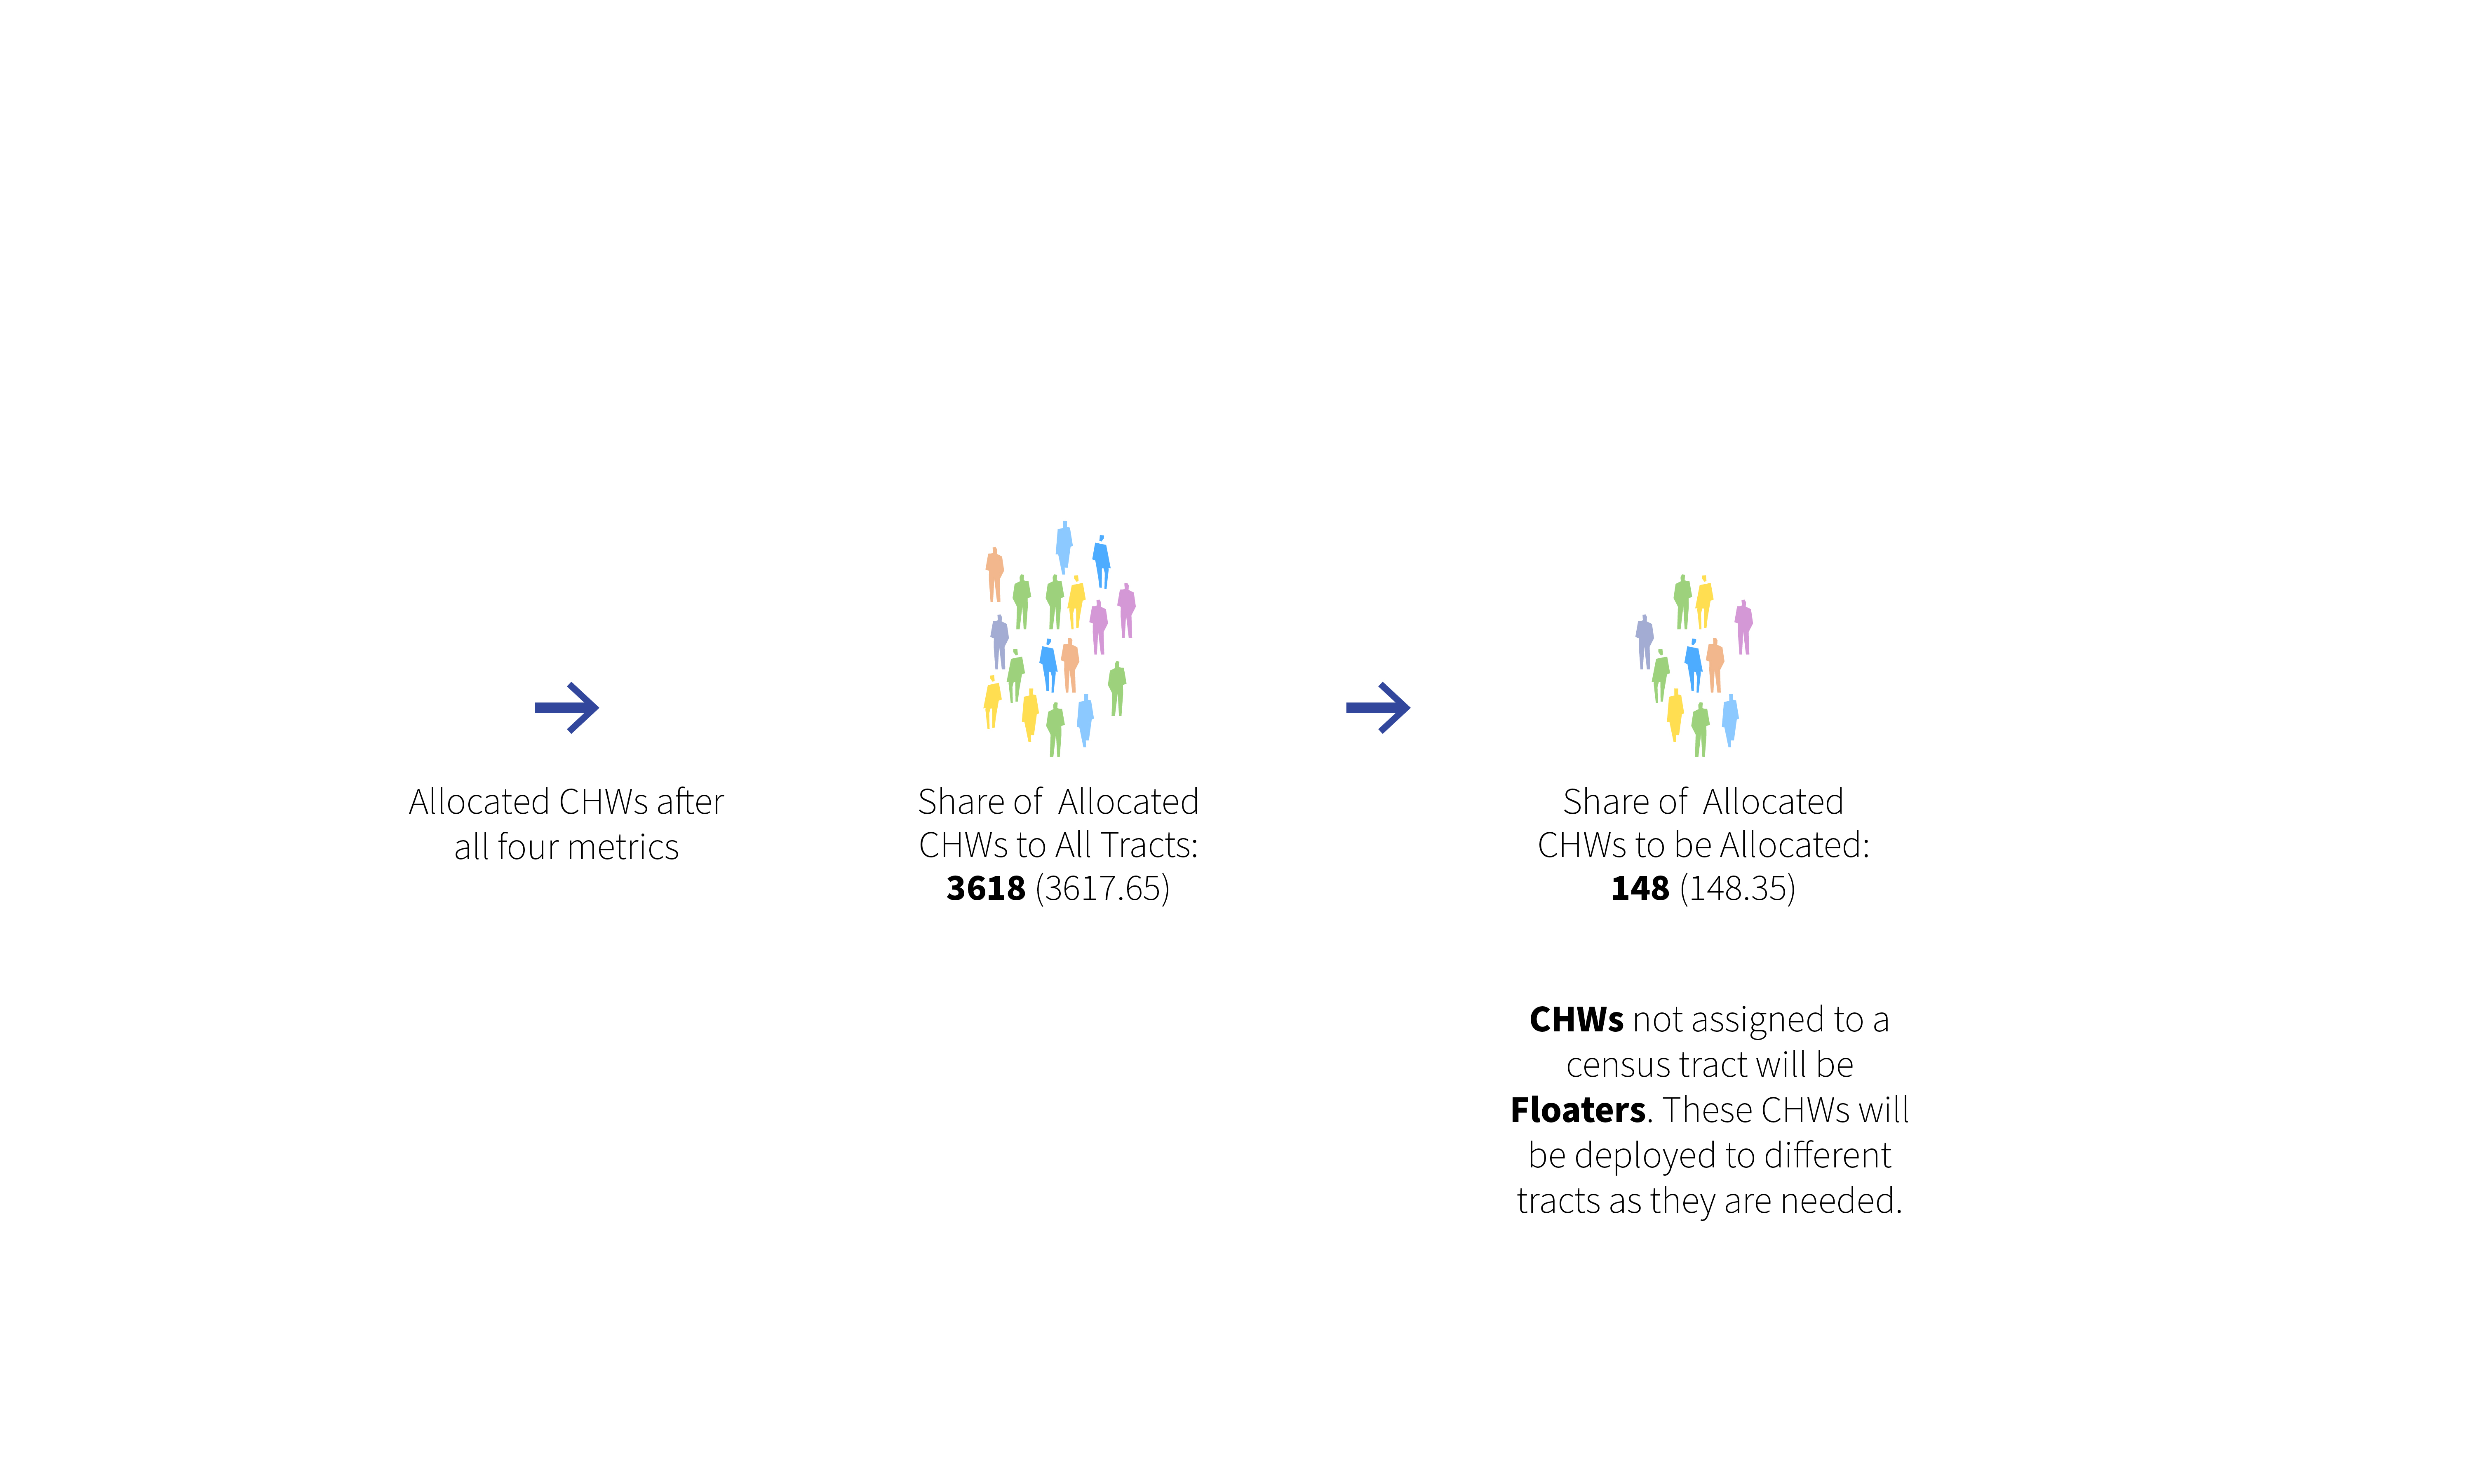 Allocated CHWs after
all four metrics
Share of Allocated
CHWs to All Tracts:
3618 (3617.65)
Share of Allocated
CHWs to be Allocated:
148 (148.35)
CHWs not assigned to a
census tract will be
Floaters. These CHWs will
be deployed to different
tracts as they are needed.